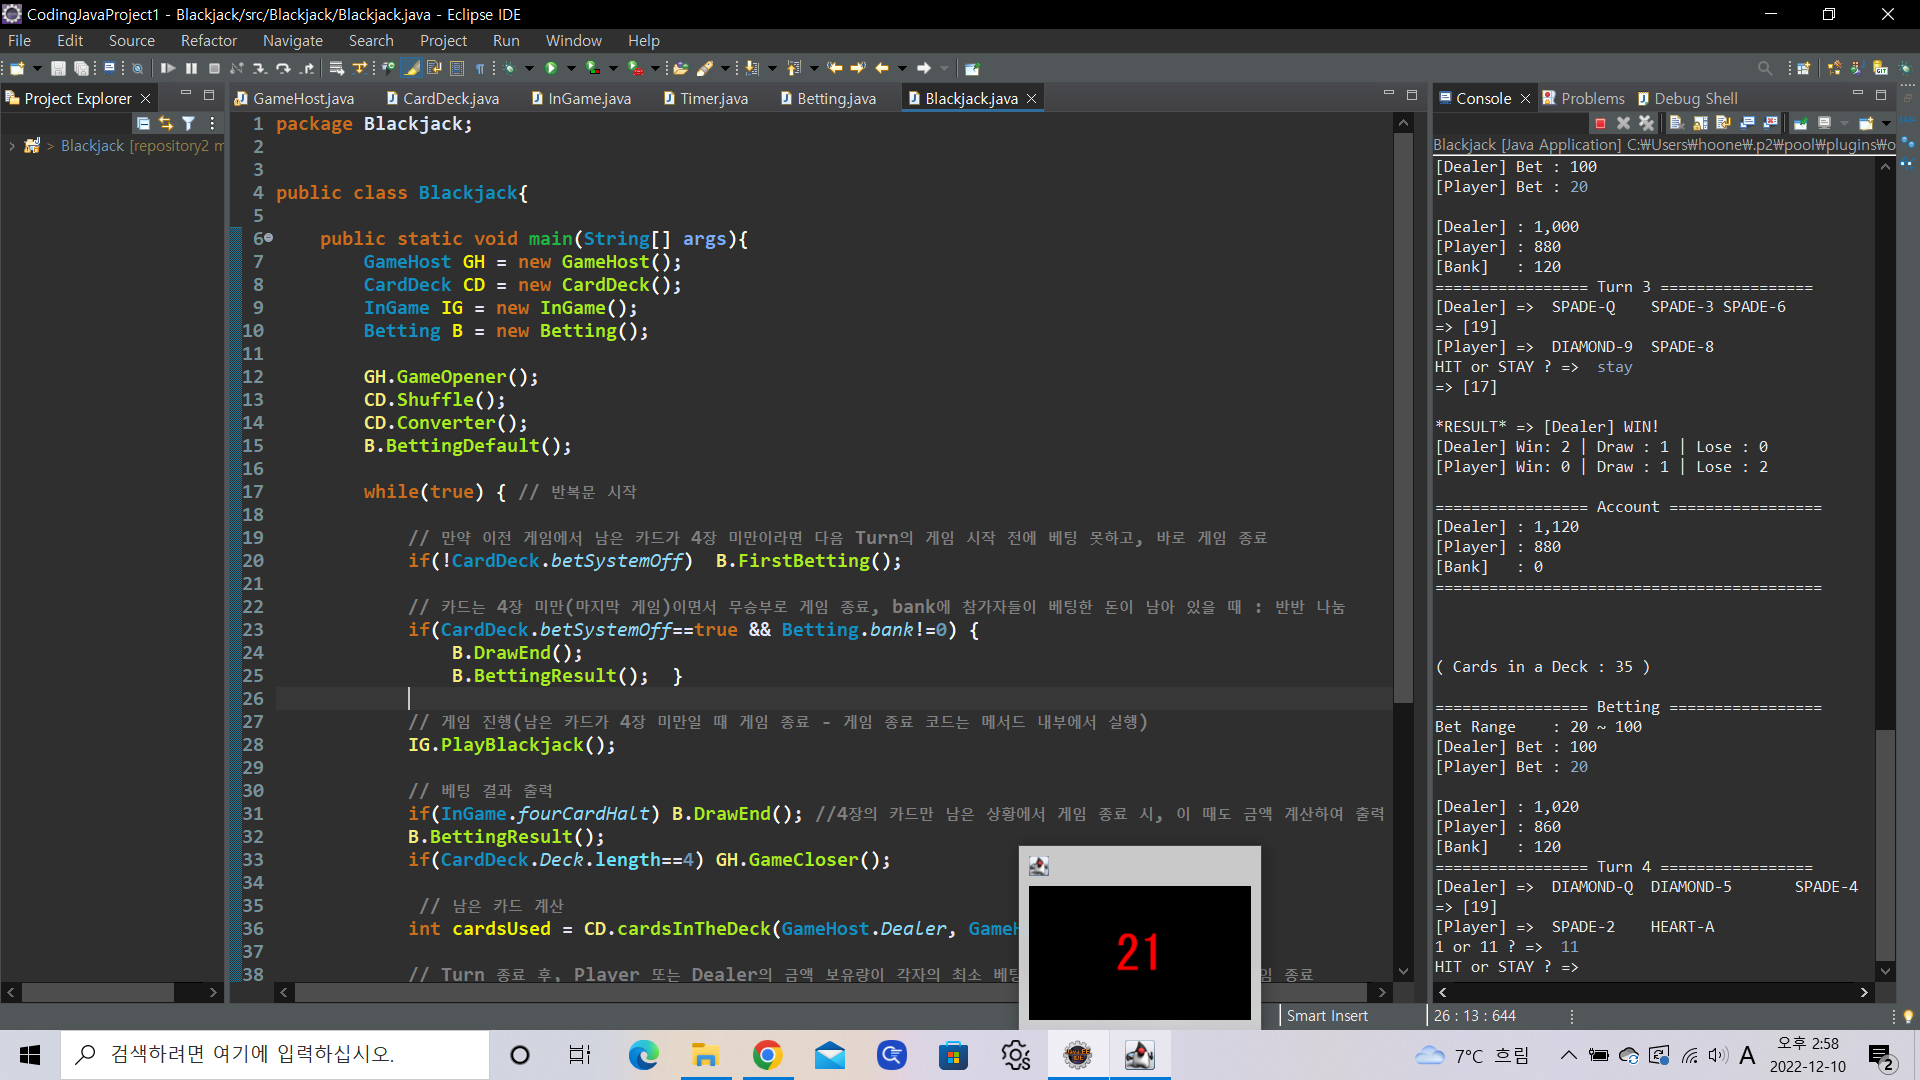 CodingJavaProject1 - Blackjack/src/Blackjack/Blackjack.java - Eclipse IDE
File Edit Source Refactor Navigate Search Project Run Window Help
Project Explorer
> Blackjack [repository2 m
GameHost.java CardDeck.java InGame.java Timer.java Betting.java Blackjack.java
1 package Blackjack;
2
3
4 public class Blackjack{
5
6 public static void main(String[] args){
7 GameHost GH = new GameHost();
8 CardDeck CD = new CardDeck();
9 InGame IG = new InGame();
10 Betting B = new Betting();
11
12 GH.GameOpener();
13 CD.Shuffle();
14 CD.Converter();
15 B.BettingDefault();
16
17 while(true) { // 반복문 시작
18
19 // 만약 이전 게임에서 남은 카드가 4장 미만이라면 다음 Turn의 게임 시작 전에 베팅 못하고, 바로 게임 종료
20 if(!CardDeck.betSystemOff) B.FirstBetting();
21
22 // 카드는 4장 미만(마지막 게임)이면서 무승부로 게임 종료, bank에 참가자들이 베팅한 돈이 남아 있을 때 : 반반 나눔
23 if(CardDeck.betSystemOff==true && Betting.bank!=0) {
24 B.DrawEnd();
25 B.BettingResult(); }
26
27 // 게임 진행(남은 카드가 4장 미만일 때 게임 종료 - 게임 종료 코드는 메서드 내부에서 실행)
28 IG.PlayBlackjack();
29
30 // 베팅 결과 출력
31 if(InGame.fourCardHalt) B.DrawEnd(); //4장의 카드만 남은 상황에서 게임 종료 시, 이 때도 금액 계산하여 출력
32 B.BettingResult();
33 if(CardDeck.Deck.length==4) GH.GameCloser();
34
35 // 남은 카드 계산
36 int cardsUsed = CD.cardsInTheDeck(GameHost.Dealer, GameH
37
38 // Turn 종료 후, Player 또는 Dealer의 금액 보유량이 각자의 최소 베팅 임 종료
21
Smart Insert 26 : 13 : 644
Console Problems Debug Shell
Blackjack [Java Application] C:₩Users₩hoone₩.p2₩pool₩plugins₩o
[Dealer] Bet : 100
[Player] Bet : 20
[Dealer] : 1,000
[Player] : 880
[Bank] : 120
================= Turn 3 =================
[Dealer] => SPADE-Q SPADE-3 SPADE-6
=> [19]
[Player] => DIAMOND-9 SPADE-8
HIT or STAY ? => stay
=> [17]
*RESULT* => [Dealer] WIN!
[Dealer] Win: 2 | Draw : 1 | Lose : 0
[Player] Win: 0 | Draw : 1 | Lose : 2
================= Account =================
[Dealer] : 1,120
[Player] : 880
[Bank] : 0
===========================================
( Cards in a Deck : 35 )
================= Betting =================
Bet Range : 20 ~ 100
[Dealer] Bet : 100
[Player] Bet : 20
[Dealer] : 1,020
[Player] : 860
[Bank] : 120
================= Turn 4 =================
[Dealer] => DIAMOND-Q DIAMOND-5 SPADE-4
=> [19]
[Player] => SPADE-2 HEART-A
1 or 11 ? => 11
HIT or STAY ? =>
검색하려면 여기에 입력하십시오.
7°C 흐림
A
오후 2:58
2022-12-10
2